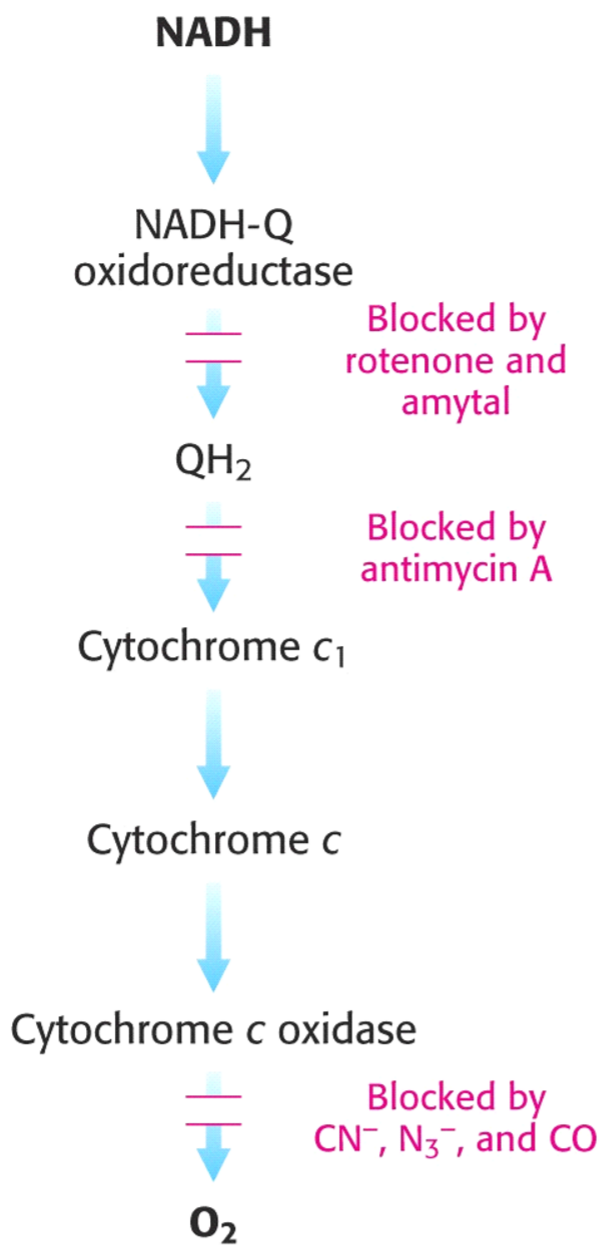 NADH
NADH-Q
oxidoreductase
Blocked by
rotenone and
amytal
QH₂
Blocked by
antimycin A
Cytochrome c₁
Cytochrome c
Cytochrome c oxidase
Blocked by
CN⁻, N₃⁻, and CO
O₂